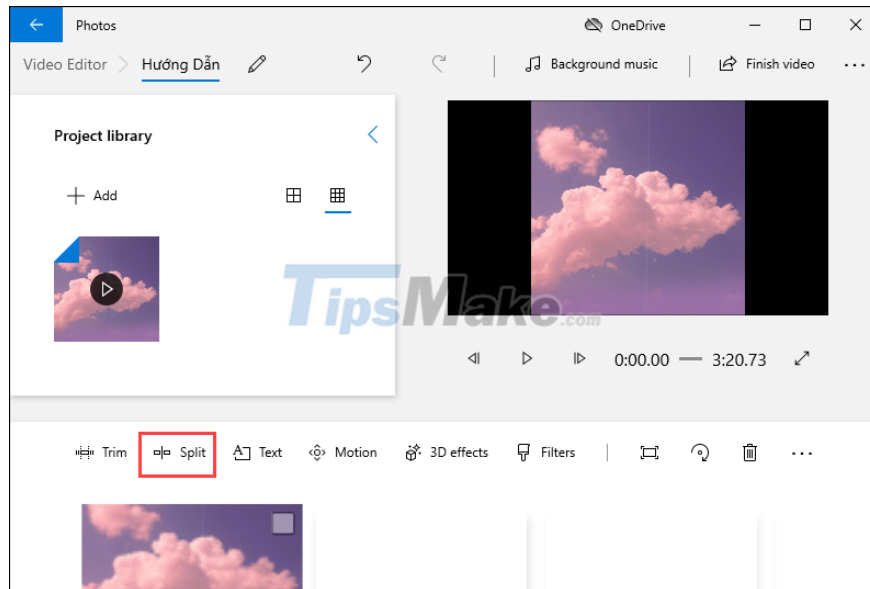 Photos
OneDrive
Video Editor
Hướng Dẫn
Background music
Finish video
Project library
Add
TipsMake.com
0:00.00
3:20.73
Trim
Split
Text
Motion
3D effects
Filters